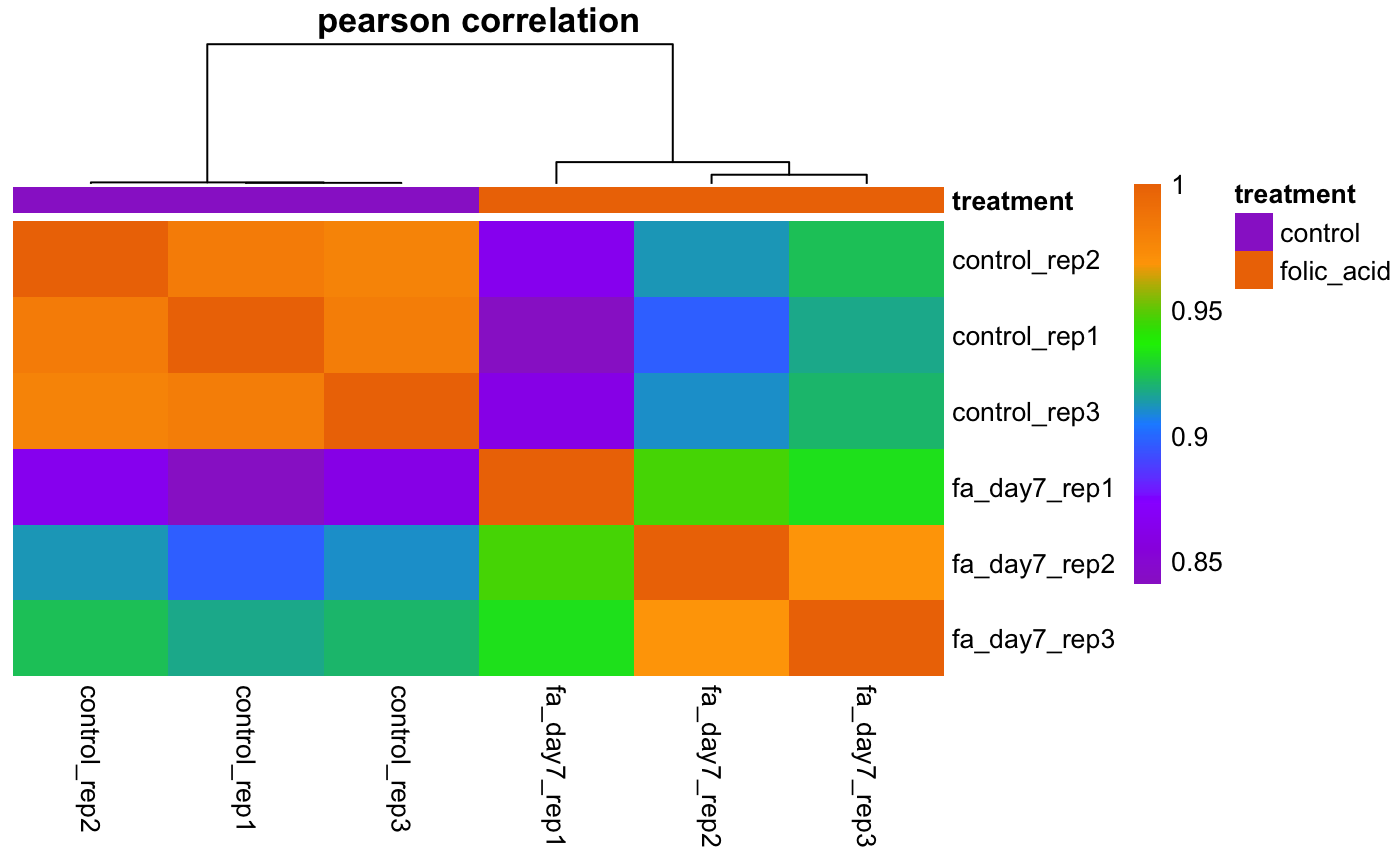 pearson correlation
treatment
control_rep2
control_rep1
control_rep3
fa_day7_rep1
fa_day7_rep2
fa_day7_rep3
control_rep2
control_rep1
control_rep3
fa_day7_rep1
fa_day7_rep2
fa_day7_rep3
1
0.95
0.9
0.85
treatment
control
folic_acid